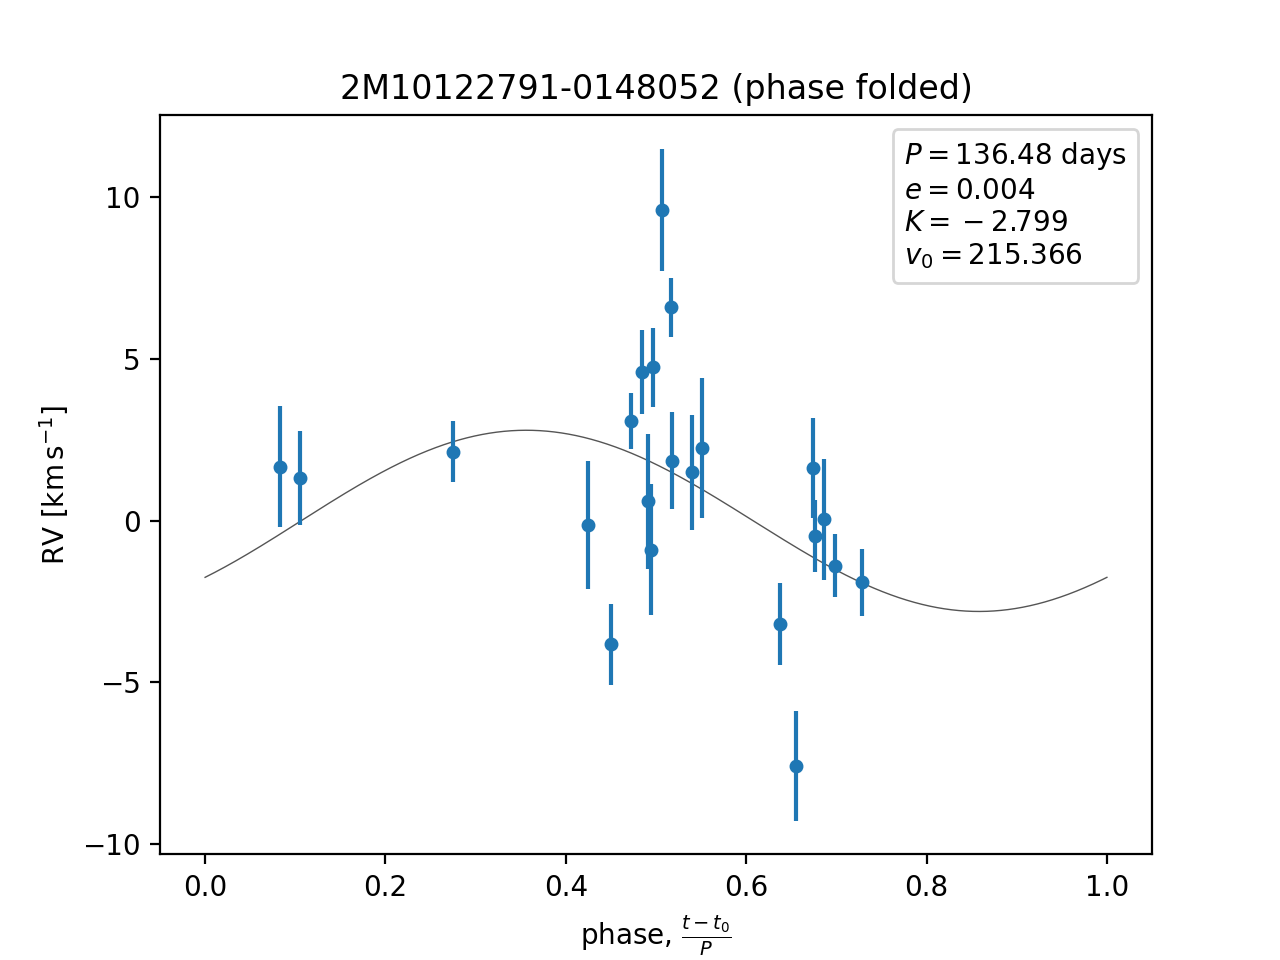 2M10122791-0148052 (phase folded)
P = 136.48 days
e = 0.004
K = −2.799
v₀ = 215.366
RV [km s⁻¹]
10
5
0
−5
−10
0.0 0.2 0.4 0.6 0.8 1.0
phase, (t − t₀)/P